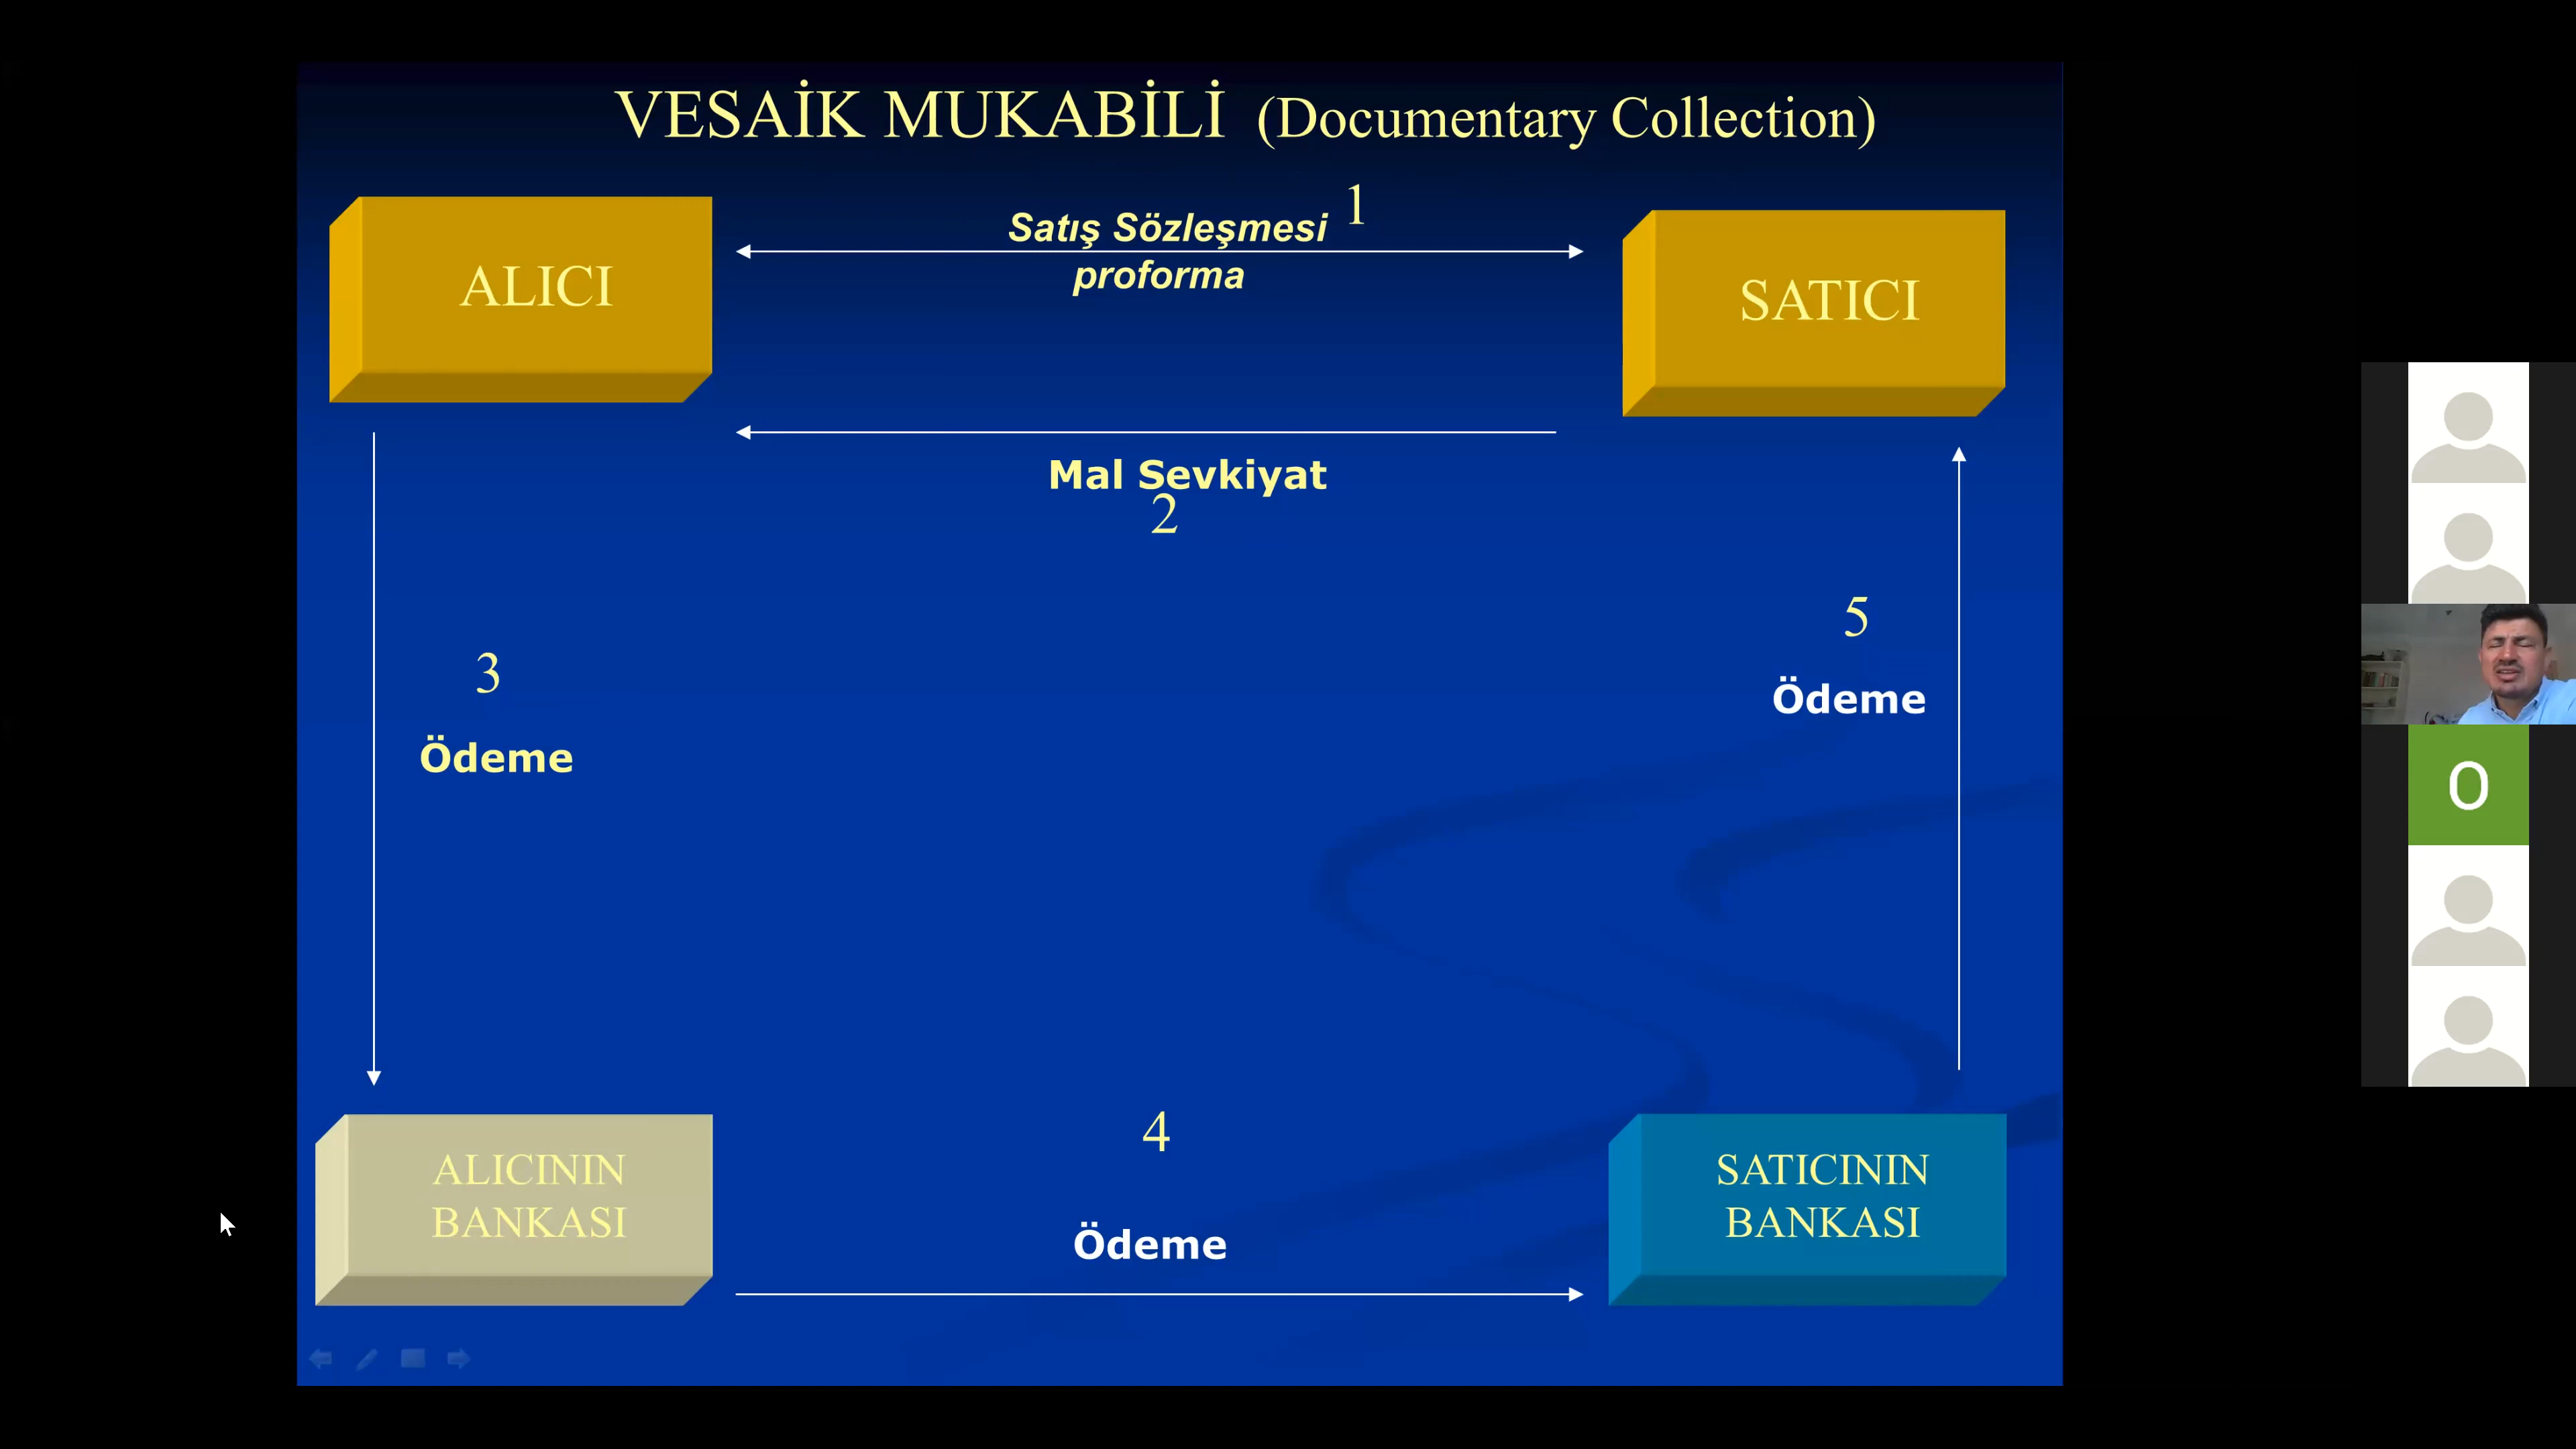 VESAİK MUKABİLİ (Documentary Collection)
1
Satış Sözleşmesi
proforma
ALICI
SATICI
Mal Sevkiyat
2
3
Ödeme
5
Ödeme
O
4
Ödeme
ALICININ
BANKASI
SATICININ
BANKASI